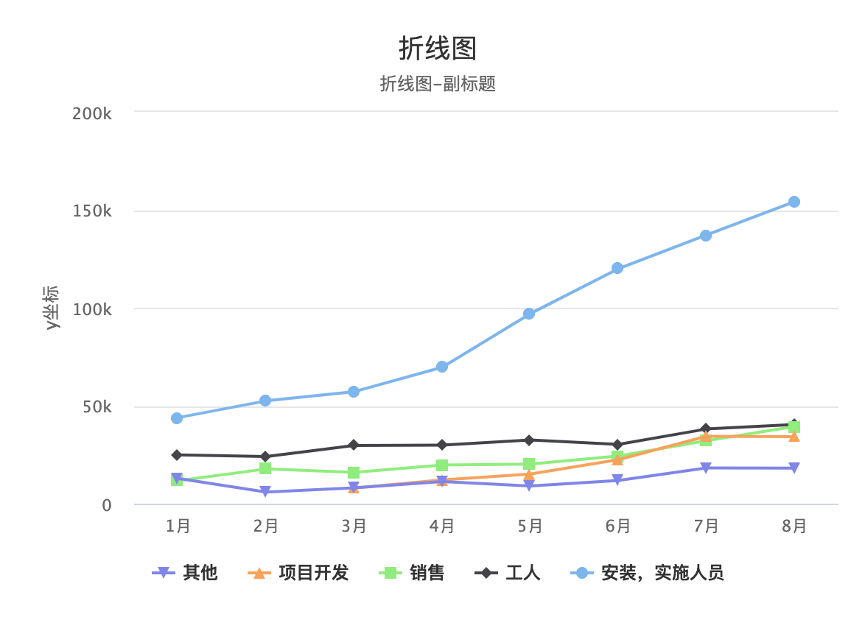 折线图
折线图-副标题
200k
150k
100k
50k
0
y坐标
1月 2月 3月 4月 5月 6月 7月 8月
其他 项目开发 销售 工人 安装，实施人员